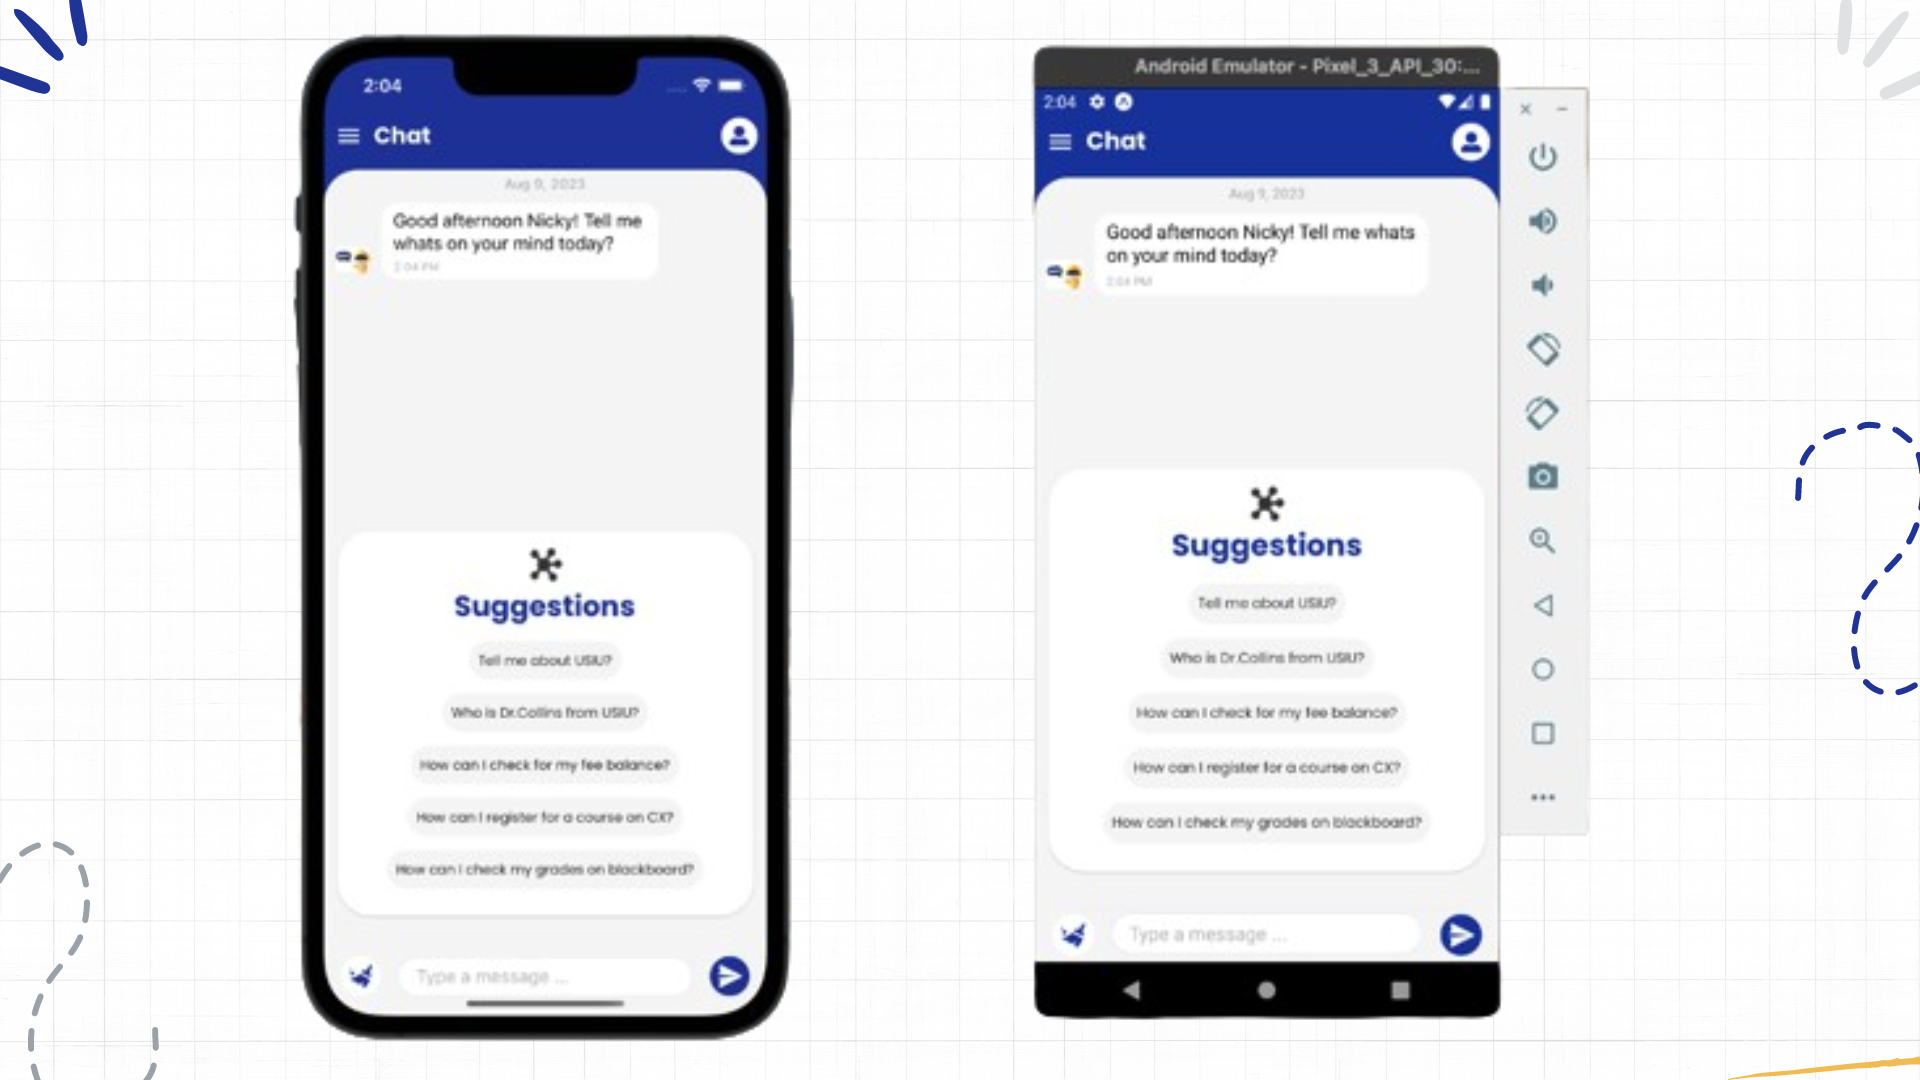 2:04
Chat
Aug 9, 2023
Good afternoon Nicky! Tell me
whats on your mind today?
2:04 PM
Suggestions
Tell me about USIU?
Who is Dr.Collins from USIU?
How can I check for my fee balance?
How can I register for a course on CX?
How can I check my grades on blackboard?
Type a message ...
Android Emulator - Pixel_3_API_30:...
2:04
Chat
Aug 9, 2023
Good afternoon Nicky! Tell me whats
on your mind today?
2:04 PM
Suggestions
Tell me about USIU?
Who is Dr.Collins from USIU?
How can I check for my fee balance?
How can I register for a course on CX?
How can I check my grades on blackboard?
Type a message ...